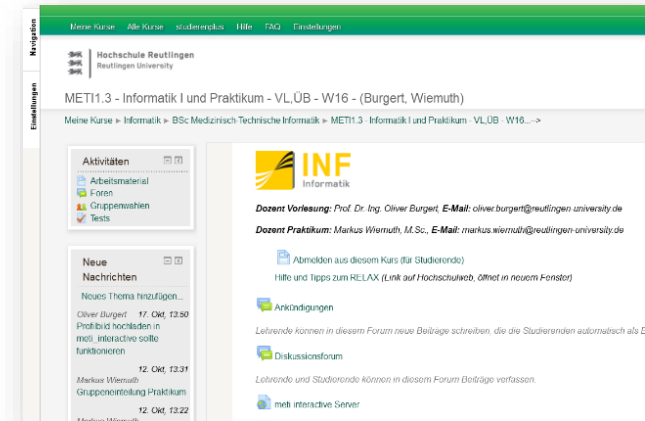 Meine Kurse Alle Kurse studierenplus Hilfe FAQ Einstellungen
Navigation
Einstellungen
Hochschule Reutlingen
Reutlingen University
METI1.3 - Informatik I und Praktikum - VL,ÜB - W16 - (Burgert, Wiemuth)
Meine Kurse ► Informatik ► BSc Medizinisch-Technische Informatik ► METI1.3 - Informatik I und Praktikum - VL,ÜB - W16...->
Aktivitäten
Arbeitsmaterial
Foren
Gruppenwahlen
Tests
Neue
Nachrichten
Neues Thema hinzufügen...
Oliver Burgert 17. Okt, 13:50
Profilbild hochladen in
meti_interactive sollte
funktionieren
12. Okt, 13:31
Markus Wiemuth
Gruppeneinteilung Praktikum
12. Okt, 13:22
Markus Wiemuth
INF
Informatik
Dozent Vorlesung: Prof. Dr. Ing. Oliver Burgert, E-Mail: oliver.burgert@reutlingen-university.de
Dozent Praktikum: Markus Wiemuth, M.Sc., E-Mail: markus.wiemuth@reutlingen-university.de
Abmelden aus diesem Kurs (für Studierende)
Hilfe und Tipps zum RELAX (Link auf Hochschulweb, öffnet in neuem Fenster)
Ankündigungen
Lehrende können in diesem Forum neue Beiträge schreiben, die die Studierenden automatisch als E
Diskussionsforum
Lehrende und Studierende können in diesem Forum Beiträge verfassen.
meti interactive Server